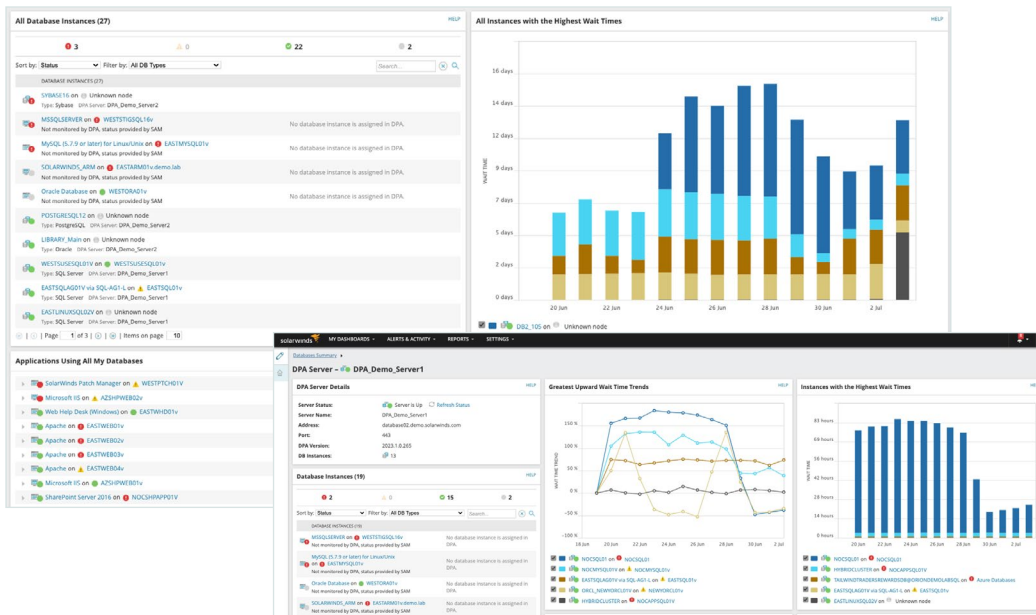 All Database Instances (27)
HELP
3
0
22
2
Sort by: Status
Filter by: All DB Types
Search...
DATABASE INSTANCES (27)
SYBASE16 on Unknown node
Type: Sybase DPA Server: DPA_Demo_Server2
MSSQLSERVER on WESTSTIGSQL16v
Not monitored by DPA, status provided by SAM
No database instance is assigned in DPA.
MySQL (5.7.9 or later) for Linux/Unix on EASTMYSQL01v
Not monitored by DPA, status provided by SAM
No database instance is assigned in DPA.
SOLARWINDS_ARM on EASTARM01v.demo.lab
Not monitored by DPA, status provided by SAM
No database instance is assigned in DPA.
Oracle Database on WESTORA01v
Not monitored by DPA, status provided by SAM
No database instance is assigned in DPA.
POSTGRESQL12 on Unknown node
Type: PostgreSQL DPA Server: DPA_Demo_Server2
LIBRARY_Main on Unknown node
Type: Oracle DPA Server: DPA_Demo_Server2
WESTSUSESQL01V on WESTSUSESQL01v
Type: SQL Server DPA Server: DPA_Demo_Server1
EASTSQLAG01V via SQL-AG1-L on EASTSQL01v
Type: SQL Server DPA Server: DPA_Demo_Server1
EASTLINUXSQL02V on Unknown node
Type: SQL Server DPA Server: DPA_Demo_Server1
Page 1 of 3 | Items on page 10
All Instances with the Highest Wait Times
HELP
16 days
14 days
12 days
9 days
7 days
5 days
2 days
0 days
WAIT TIME
20 Jun
22 Jun
24 Jun
26 Jun
28 Jun
30 Jun
2 Jul
DB2_105 on Unknown node
Applications Using All My Databases
SolarWinds Patch Manager on WESTPTCH01V
Microsoft IIS on AZSHPWEB02v
Web Help Desk (Windows) on EASTWHD01v
Apache on EASTWEB01v
Apache on EASTWEB02v
Apache on EASTWEB03v
Apache on EASTWEB04v
Microsoft IIS on AZSHPWEB01v
SharePoint Server 2016 on NOCSHPAPP01V
solarwinds
MY DASHBOARDS
ALERTS & ACTIVITY
REPORTS
SETTINGS
Databases Summary
DPA Server – DPA_Demo_Server1
DPA Server Details
HELP
Server Status: Server is Up Refresh Status
Server Name: DPA_Demo_Server1
Address: database02.demo.solarwinds.com
Port: 443
DPA Version: 2023.1.0.265
DB Instances: 13
Database Instances (19)
HELP
2
0
15
2
Sort by: Status
Filter by: All DB Types
Search...
DATABASE INSTANCES (19)
MSSQLSERVER on WESTSTIGSQL16v
Not monitored by DPA, status provided by SAM
No database instance is assigned in
DPA.
MySQL (5.7.9 or later) for Linux/Unix
on EASTMYSQL01v
Not monitored by DPA, status provided by SAM
No database instance is assigned in
DPA.
Oracle Database on WESTORA01v
Not monitored by DPA, status provided by SAM
No database instance is assigned in
DPA.
SOLARWINDS_ARM on EASTARM01v.demo.lab
Not monitored by DPA, status provided by SAM
No database instance is assigned in
DPA.
Greatest Upward Wait Time Trends
HELP
150 %
100 %
50 %
0 %
-50 %
-100 %
WAIT TIME TREND
18 Jun
20 Jun
22 Jun
24 Jun
26 Jun
28 Jun
30 Jun
2 Jul
NOCSQL01 on NOCSQL01
NOCMYSQL01V on NOCMYSQL01v
EASTSQLAG01V via SQL-AG1-L on EASTSQL01v
ORCL_NEWYORCL01V on NEWYORCL01v
HYBRIDCLUSTER on NOCAPPSQL01V
Instances with the Highest Wait Times
83 hours
69 hours
56 hours
42 hours
28 hours
14 hours
0 hours
WAIT TIME
20 Jun
22 Jun
24 Jun
26 Jun
28 Jun
30 Jun
2 Jul
NOCSQL01 on NOCSQL01
HYBRIDCLUSTER on NOCAPPSQL01V
TAILWINDTRADERSREWARDSDB@ORIONDEMOLABSQL on Azure Databases
EASTSQLAG01V via SQL-AG1-L on EASTSQL01v
EASTLINUXSQL02V on Unknown node